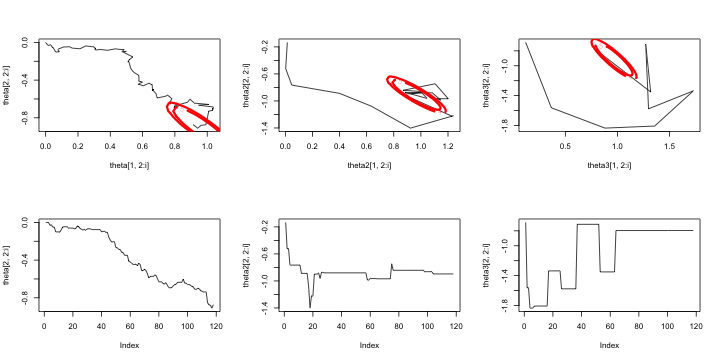 theta[2, 2:i]
0.0
-0.4
-0.8
0.0 0.2 0.4 0.6 0.8 1.0
theta[1, 2:i]
theta2[2, 2:i]
-0.2
-0.6
-1.0
-1.4
0.0 0.2 0.4 0.6 0.8 1.0 1.2
theta2[1, 2:i]
theta3[2, 2:i]
-1.0
-1.4
-1.8
0.5 1.0 1.5
theta3[1, 2:i]
theta[2, 2:i]
0.0
-0.4
-0.8
0 20 40 60 80 100 120
Index
theta2[2, 2:i]
-0.2
-0.6
-1.0
-1.4
0 20 40 60 80 100 120
Index
theta3[2, 2:i]
-1.0
-1.4
-1.8
0 20 40 60 80 100 120
Index